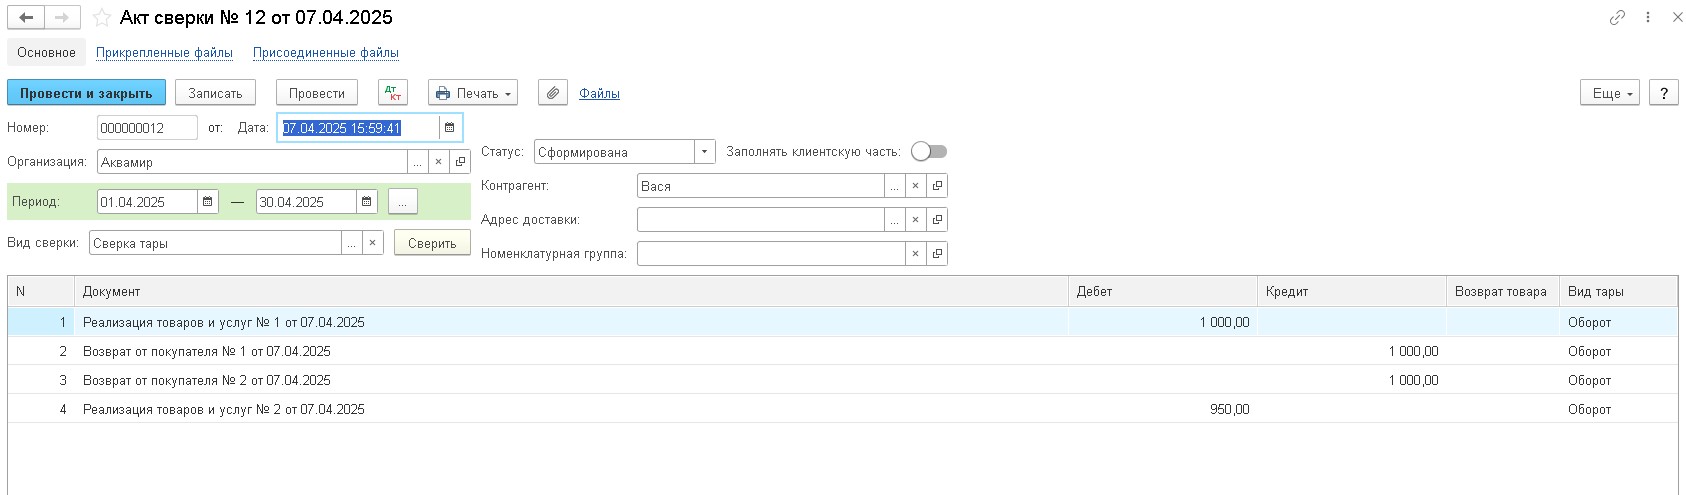 Акт сверки № 12 от 07.04.2025
Основное Прикрепленные файлы Присоединенные файлы
Провести и закрыть Записать Провести Дт Кт Печать Файлы Еще ?
Номер: 000000012 от: Дата: 07.04.2025 15:59:41
Статус: Сформирована Заполнять клиентскую часть:
Организация: Аквамир ... ×
Контрагент: Вася ... ×
Период: 01.04.2025 — 30.04.2025 ...
Адрес доставки: ... ×
Вид сверки: Сверка тары ... × Сверить
Номенклатурная группа: ×
N Документ Дебет Кредит Возврат товара Вид тары
1 Реализация товаров и услуг № 1 от 07.04.2025 1 000,00 Оборот
2 Возврат от покупателя № 1 от 07.04.2025 1 000,00 Оборот
3 Возврат от покупателя № 2 от 07.04.2025 1 000,00 Оборот
4 Реализация товаров и услуг № 2 от 07.04.2025 950,00 Оборот